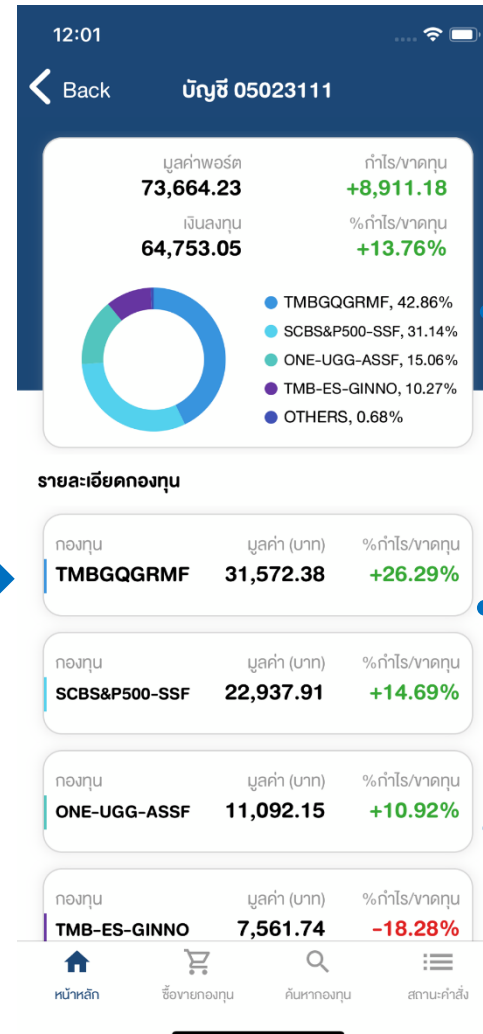 12:01
Back บัญชี 05023111
มูลค่าพอร์ต กำไร/ขาดทุน
73,664.23 +8,911.18
เงินลงทุน %กำไร/ขาดทุน
64,753.05 +13.76%
TMBGQGRMF, 42.86%
SCBS&P500-SSF, 31.14%
ONE-UGG-ASSF, 15.06%
TMB-ES-GINNO, 10.27%
OTHERS, 0.68%
รายละเอียดกองทุน
กองทุน มูลค่า (บาท) %กำไร/ขาดทุน
TMBGQGRMF 31,572.38 +26.29%
กองทุน มูลค่า (บาท) %กำไร/ขาดทุน
SCBS&P500-SSF 22,937.91 +14.69%
กองทุน มูลค่า (บาท) %กำไร/ขาดทุน
ONE-UGG-ASSF 11,092.15 +10.92%
กองทุน มูลค่า (บาท) %กำไร/ขาดทุน
TMB-ES-GINNO 7,561.74 -18.28%
หน้าหลัก ซื้อขายกองทุน ค้นหากองทุน สถานะคำสั่ง